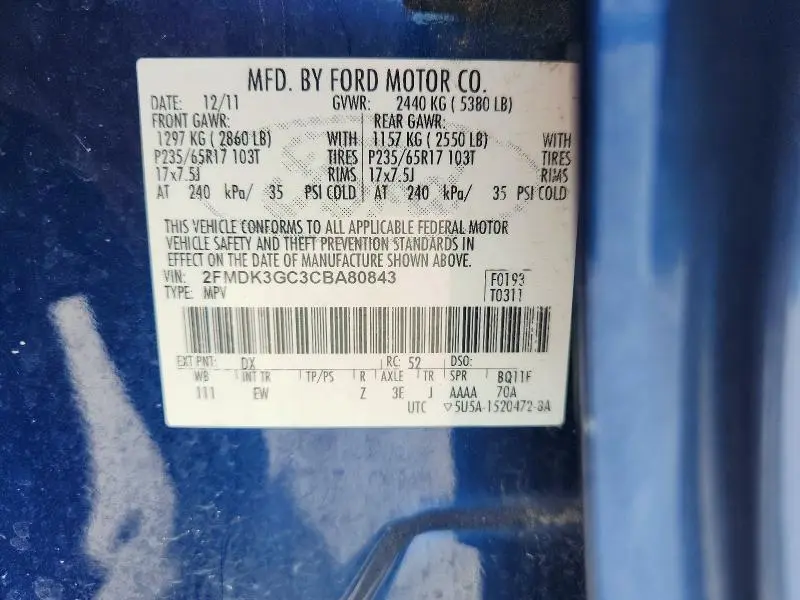 MFD. BY FORD MOTOR CO.
DATE: 12/11 GVWR: 2440 KG ( 5380 LB)
FRONT GAWR: REAR GAWR:
1297 KG ( 2860 LB) WITH 1157 KG ( 2550 LB) WITH
P235/65R17 103T TIRES P235/65R17 103T TIRES
17x7.5J RIMS 17x7.5J RIMS
AT 240 kPa/ 35 PSI COLD AT 240 kPa/ 35 PSI COLD
THIS VEHICLE CONFORMS TO ALL APPLICABLE FEDERAL MOTOR
VEHICLE SAFETY AND THEFT PREVENTION STANDARDS IN
EFFECT ON THE DATE OF MANUFACTURE SHOWN ABOVE.
VIN: 2FMDK3GC3CBA80843 F0193
TYPE: MPV T0311
EXT PNT: DX RC: 52 DSO:
WB INT TR TP/PS R AXLE TR SPR BQ11F
111 EW Z 3E J AAAA 70A
UTC ▽5U5A-1520472-BA